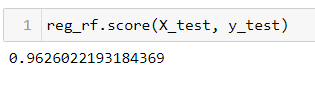 1 reg_rf.score(X_test, y_test)
0.9626022193184369